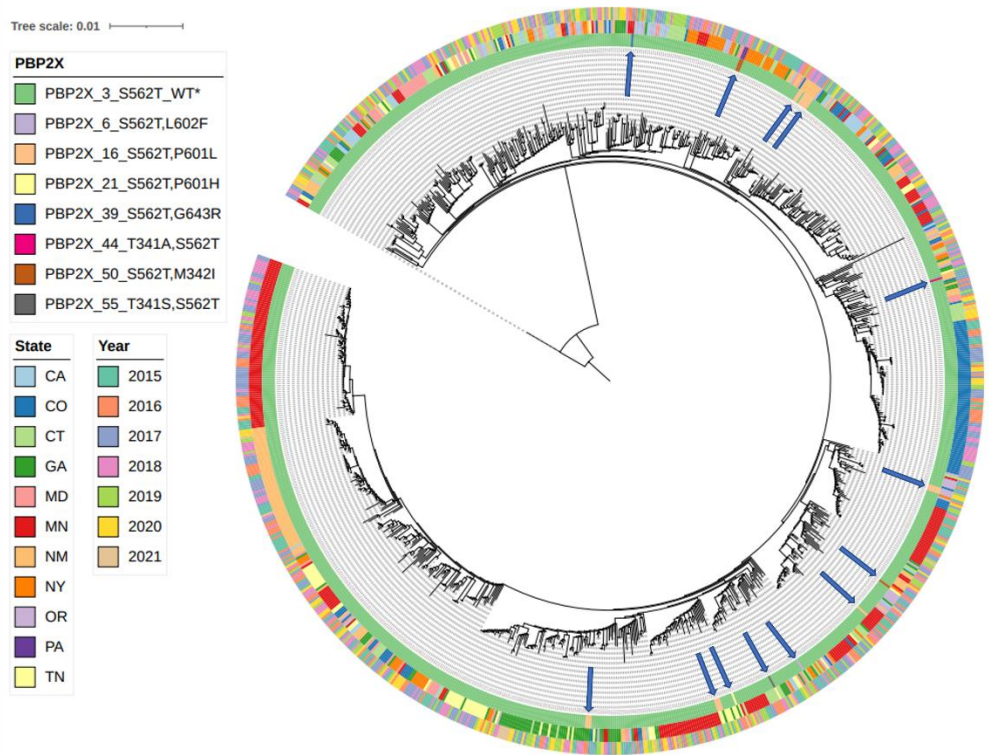 Tree scale: 0.01
PBP2X
PBP2X_3_S562T_WT*
PBP2X_6_S562T,L602F
PBP2X_16_S562T,P601L
PBP2X_21_S562T,P601H
PBP2X_39_S562T,G643R
PBP2X_44_T341A,S562T
PBP2X_50_S562T,M342I
PBP2X_55_T341S,S562T
State
CA
CO
CT
GA
MD
MN
NM
NY
OR
PA
TN
Year
2015
2016
2017
2018
2019
2020
2021